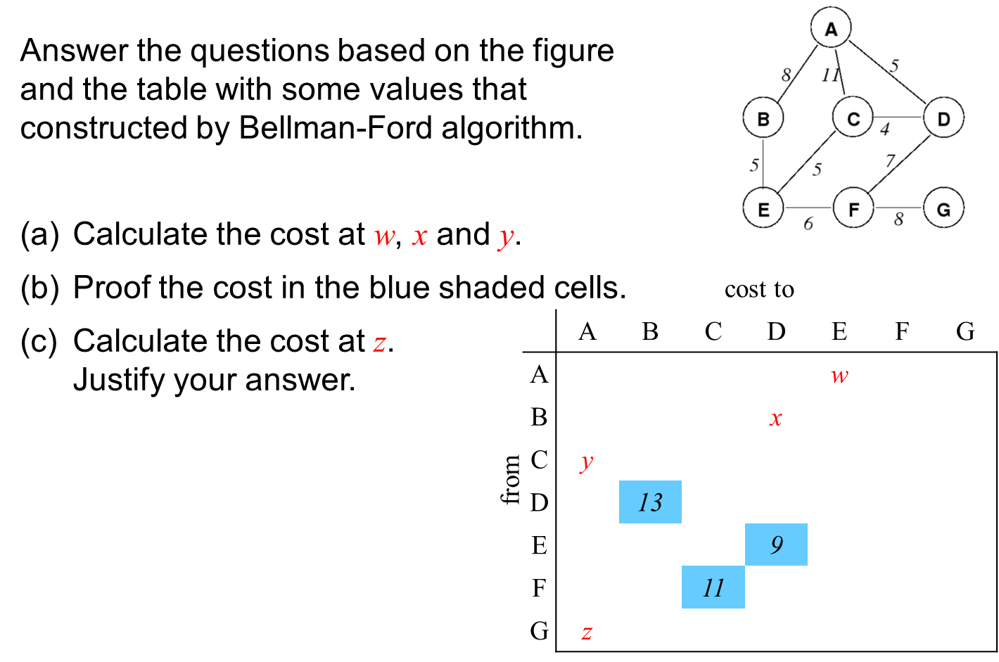 Answer the questions based on the figure
and the table with some values that
constructed by Bellman-Ford algorithm.
(a) Calculate the cost at w, x and y.
(b) Proof the cost in the blue shaded cells.
(c) Calculate the cost at z.
Justify your answer.
A
8 11 5
B C D
4
5 5 7
E F G
6 8
cost to
A B C D E F G
from
A w
B x
C y
D 13
E 9
F 11
G z